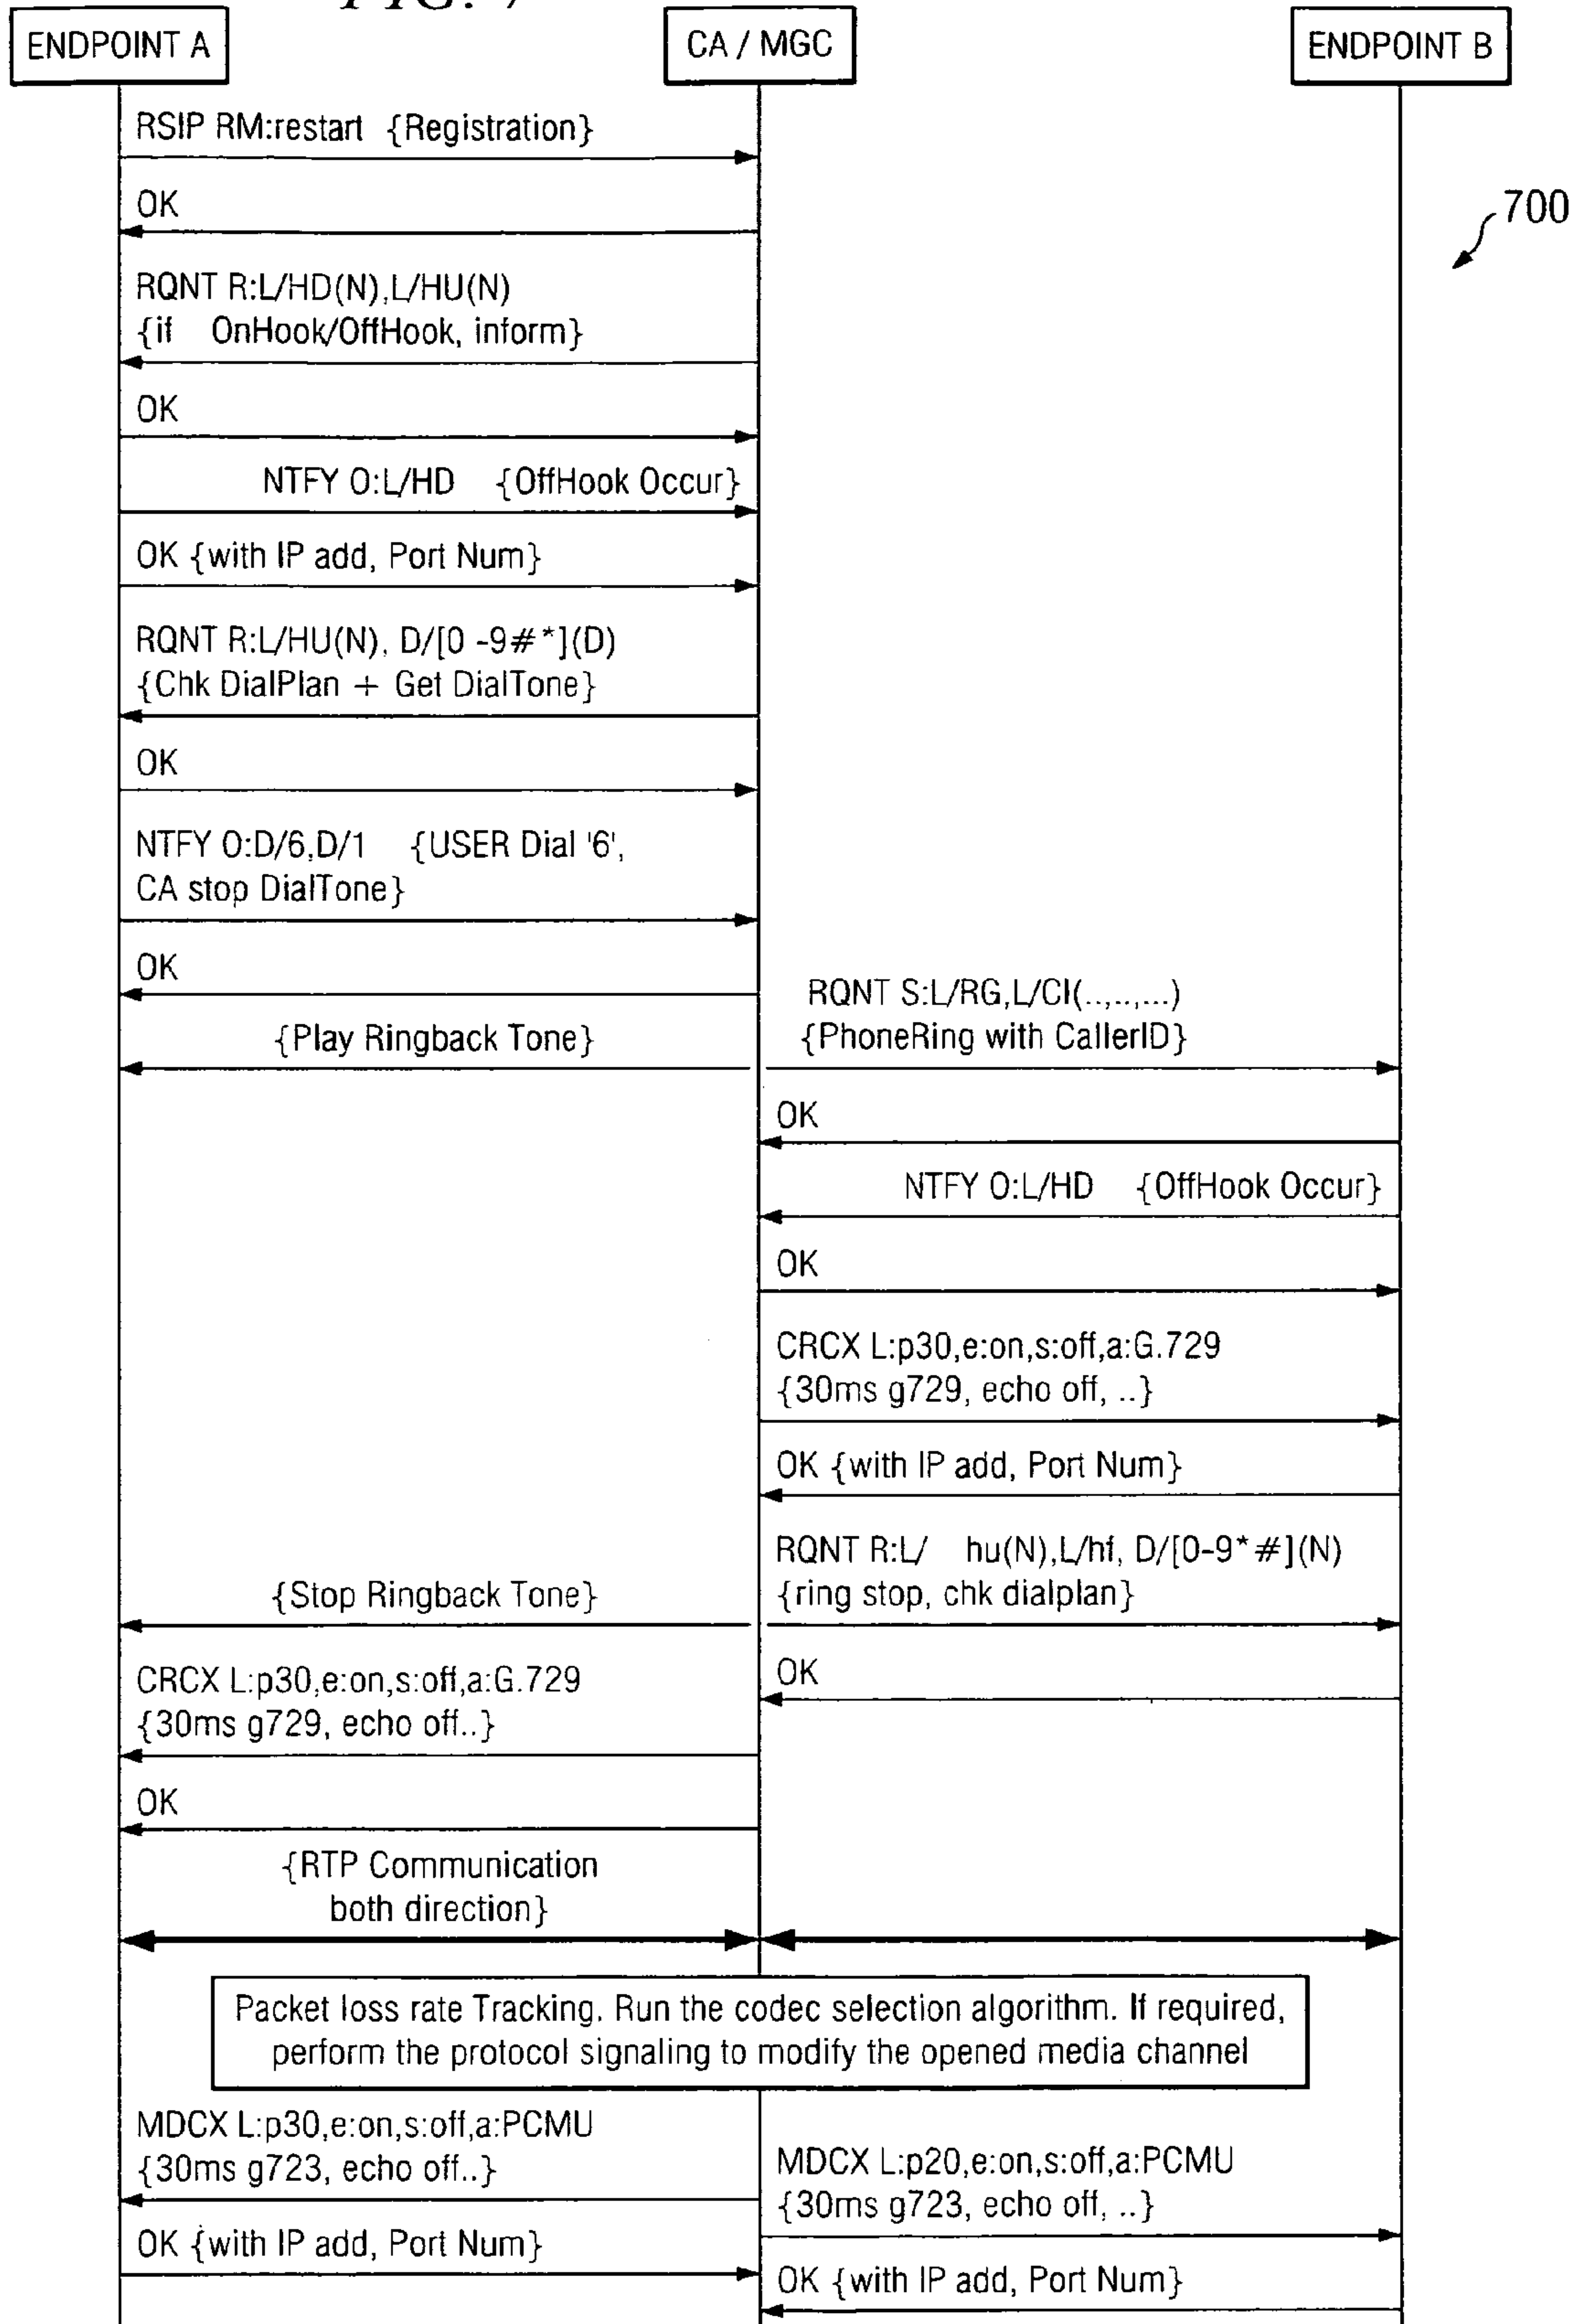 FIG. 7
ENDPOINT A
CA / MGC
ENDPOINT B
700
RSIP RM:restart {Registration}
OK
RQNT R:L/HD(N),L/HU(N)
{if OnHook/OffHook, inform}
OK
NTFY O:L/HD {OffHook Occur}
OK {with IP add, Port Num}
RQNT R:L/HU(N), D/[0 -9#*](D)
{Chk DialPlan + Get DialTone}
OK
NTFY O:D/6,D/1 {USER Dial '6',
CA stop DialTone}
OK
RQNT S:L/RG,L/CI(..,..,...)
{PhoneRing with CallerID}
{Play Ringback Tone}
OK
NTFY O:L/HD {OffHook Occur}
OK
CRCX L:p30,e:on,s:off,a:G.729
{30ms g729, echo off, ..}
OK {with IP add, Port Num}
RQNT R:L/ hu(N),L/hf, D/[0-9*#](N)
{ring stop, chk dialplan}
{Stop Ringback Tone}
OK
CRCX L:p30,e:on,s:off,a:G.729
{30ms g729, echo off..}
OK
{RTP Communication
both direction}
Packet loss rate Tracking. Run the codec selection algorithm. If required,
perform the protocol signaling to modify the opened media channel
MDCX L:p30,e:on,s:off,a:PCMU
{30ms g723, echo off..}
MDCX L:p20,e:on,s:off,a:PCMU
{30ms g723, echo off, ..}
OK {with IP add, Port Num}
OK {with IP add, Port Num}